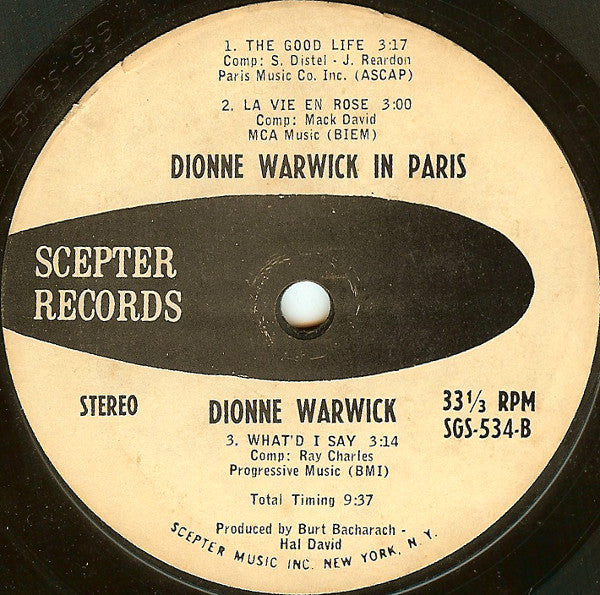 1. THE GOOD LIFE 3:17
Comp: S. Distel - J. Reardon
Paris Music Co. Inc. (ASCAP)
2. LA VIE EN ROSE 3:00
Comp: Mack David
MCA Music (BIEM)
DIONNE WARWICK IN PARIS
SCEPTER
RECORDS
STEREO
DIONNE WARWICK
33⅓ RPM
SGS-534-B
3. WHAT'D I SAY 3:14
Comp: Ray Charles
Progressive Music (BMI)
Total Timing 9:37
Produced by Burt Bacharach -
Hal David
SCEPTER MUSIC INC. NEW YORK, N.Y.